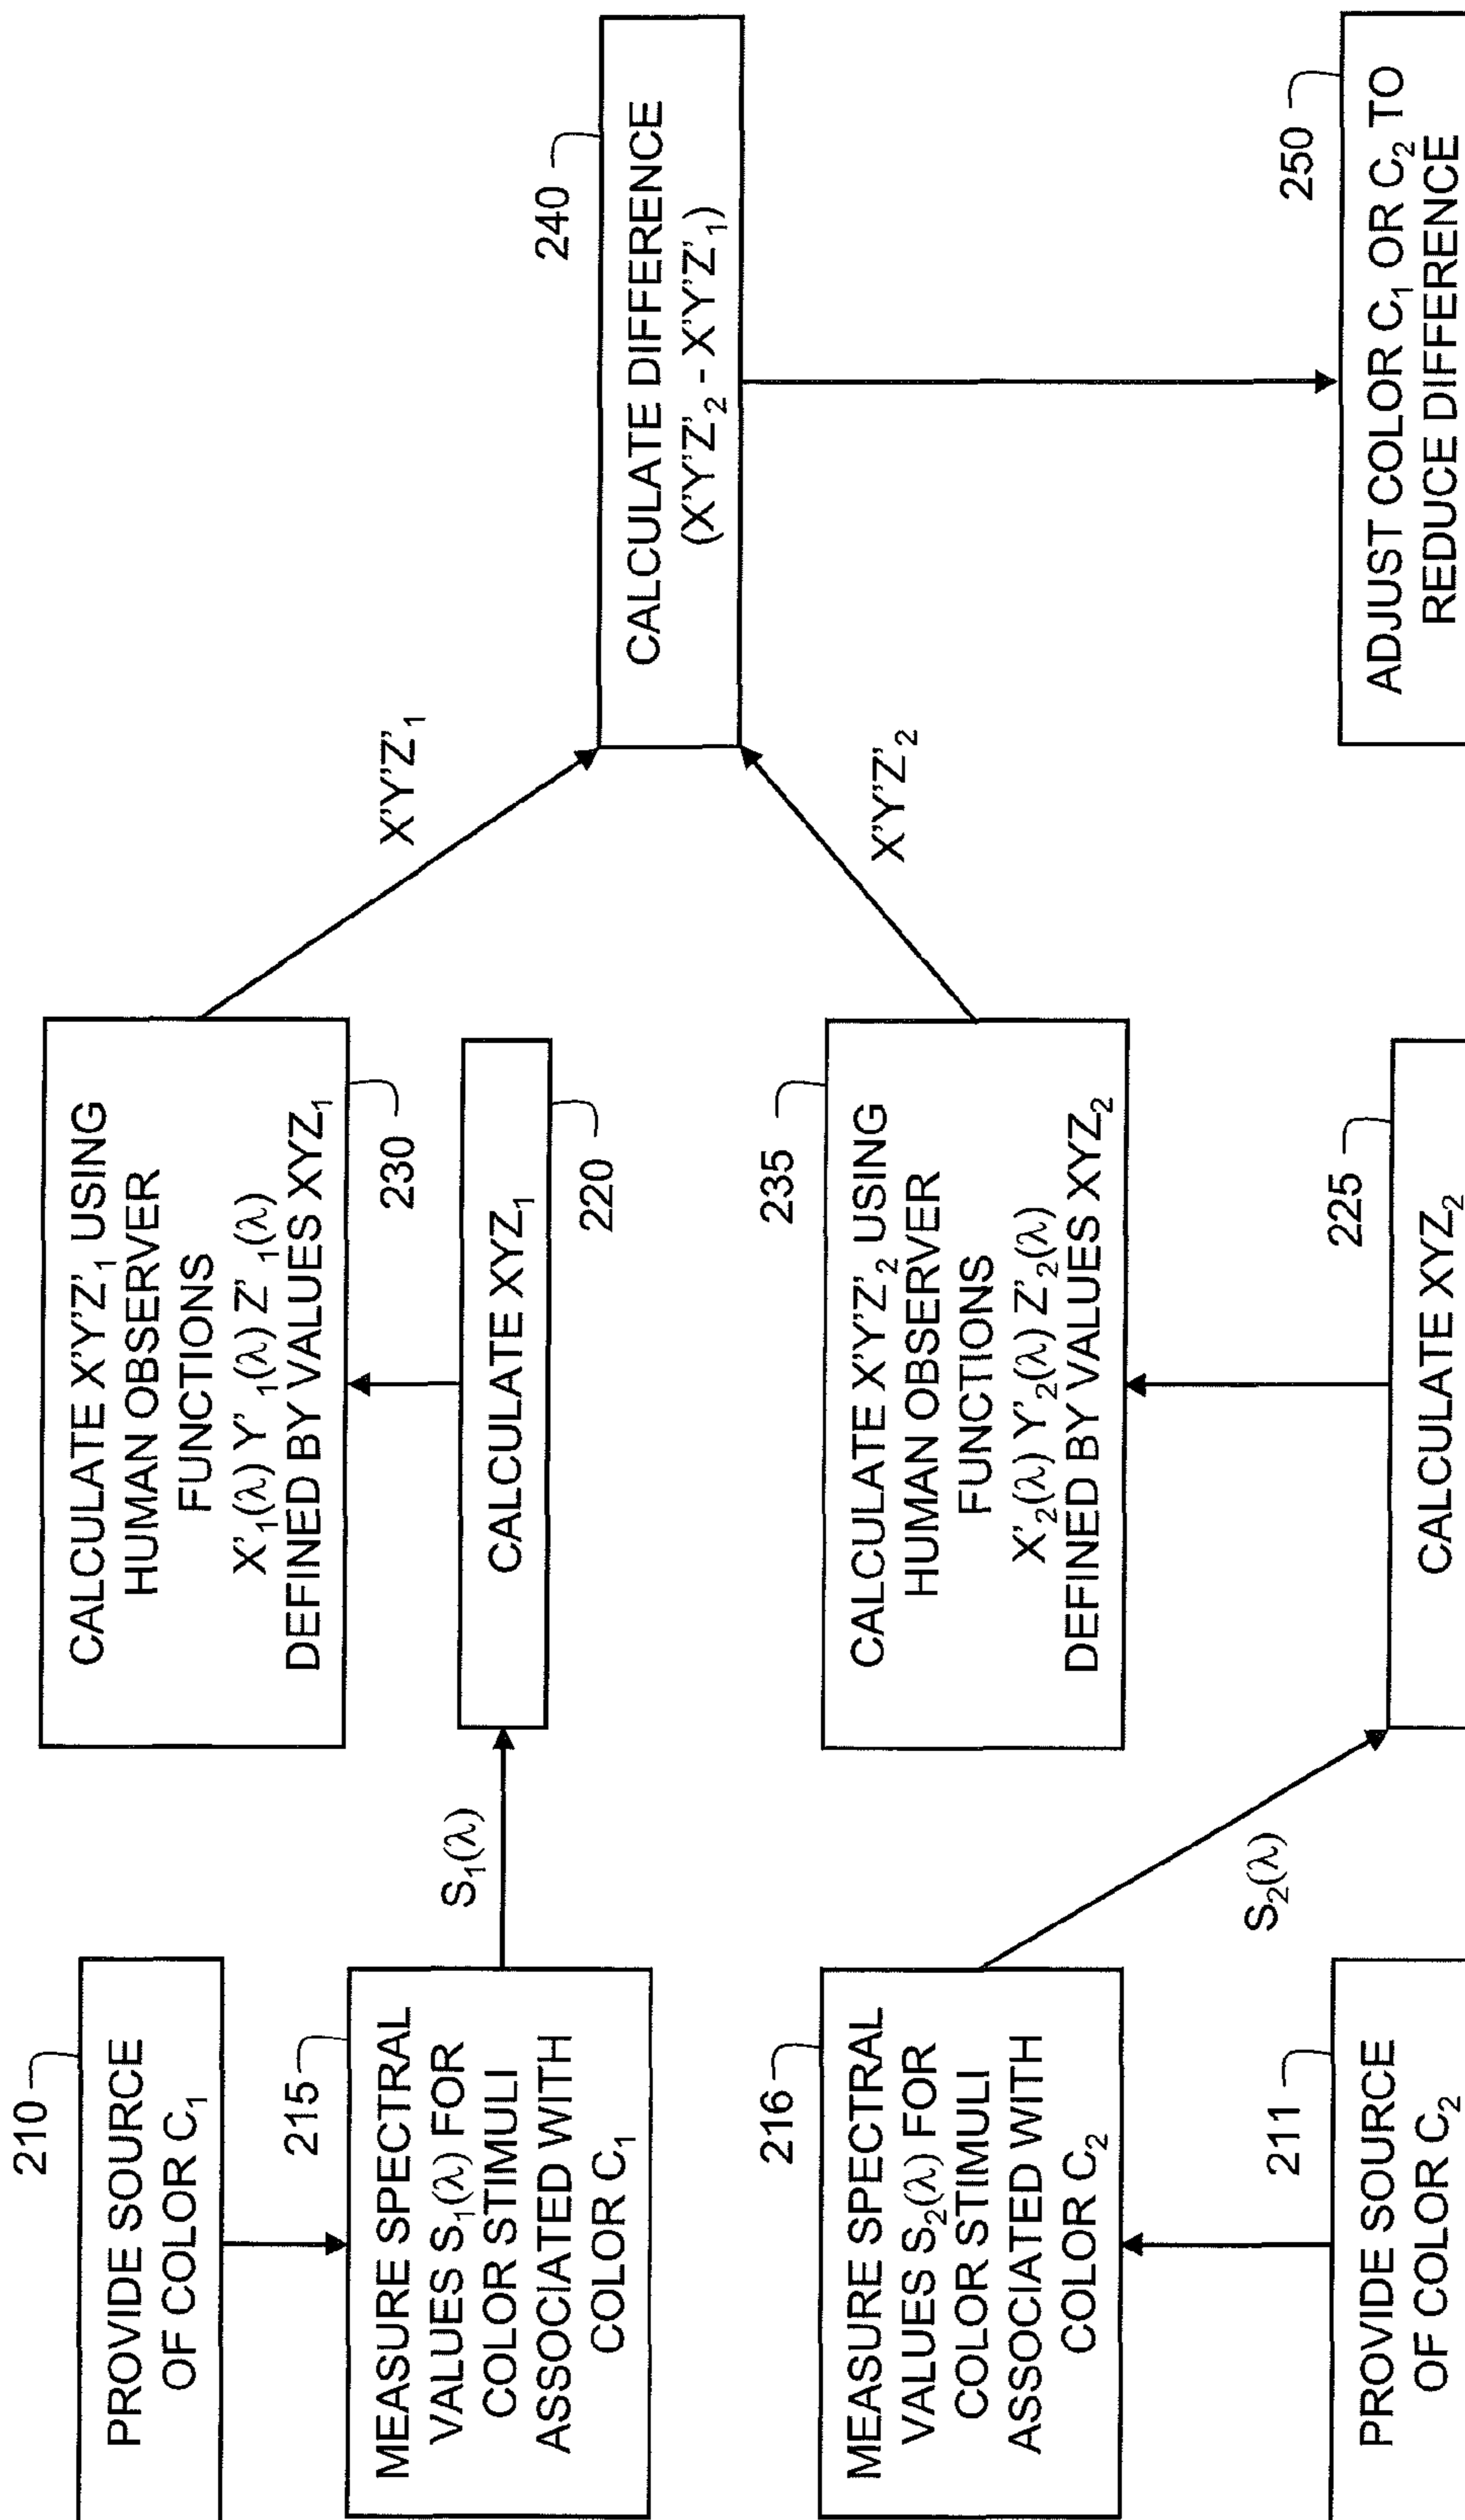 210
PROVIDE SOURCE
OF COLOR C₁
215
MEASURE SPECTRAL
VALUES S₁(λ) FOR
COLOR STIMULI
ASSOCIATED WITH
COLOR C₁
S₁(λ)
216
MEASURE SPECTRAL
VALUES S₂(λ) FOR
COLOR STIMULI
ASSOCIATED WITH
COLOR C₂
S₂(λ)
211
PROVIDE SOURCE
OF COLOR C₂
CALCULATE X'Y'Z'₁ USING
HUMAN OBSERVER
FUNCTIONS
X'₁(λ) Y'₁(λ) Z'₁(λ)
DEFINED BY VALUES XYZ₁
230
CALCULATE XYZ₁
220
235
CALCULATE X'Y'Z'₂ USING
HUMAN OBSERVER
FUNCTIONS
X'₂(λ) Y'₂(λ) Z'₂(λ)
DEFINED BY VALUES XYZ₂
225
CALCULATE XYZ₂
X'Y'Z'₁
X'Y'Z'₂
240
CALCULATE DIFFERENCE
(X'Y'Z'₂ - X'Y'Z'₁)
250
ADJUST COLOR C₁ OR C₂ TO
REDUCE DIFFERENCE